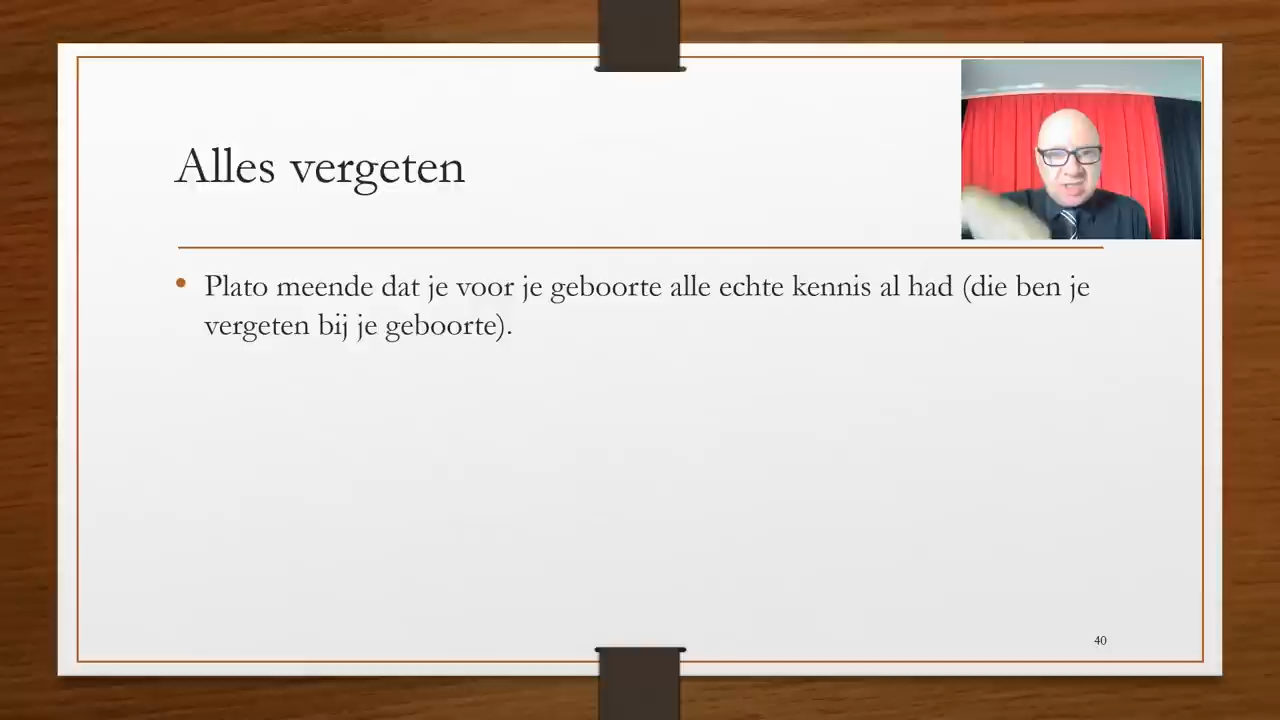 Alles vergeten
• Plato meende dat je voor je geboorte alle echte kennis al had (die ben je
vergeten bij je geboorte).
40